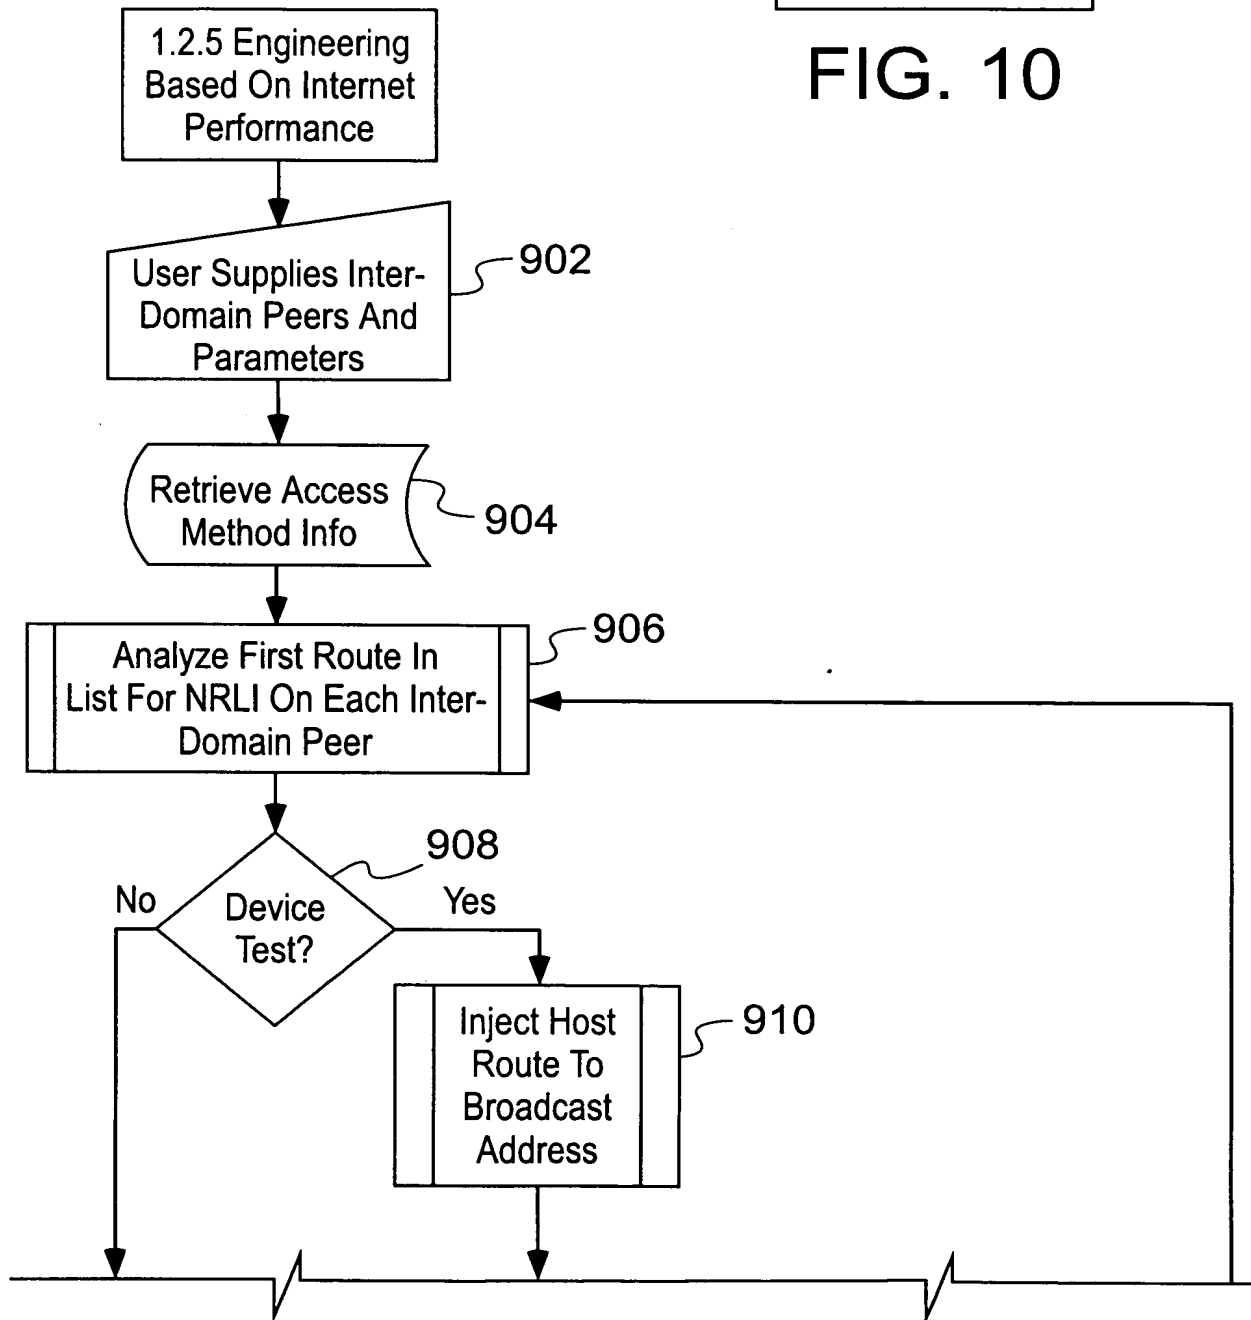 FIG. 10
1.2.5 Engineering
Based On Internet
Performance
User Supplies Inter-
Domain Peers And
Parameters
902
Retrieve Access
Method Info
904
Analyze First Route In
List For NRLI On Each Inter-
Domain Peer
906
Device
Test?
908
No
Yes
Inject Host
Route To
Broadcast
Address
910